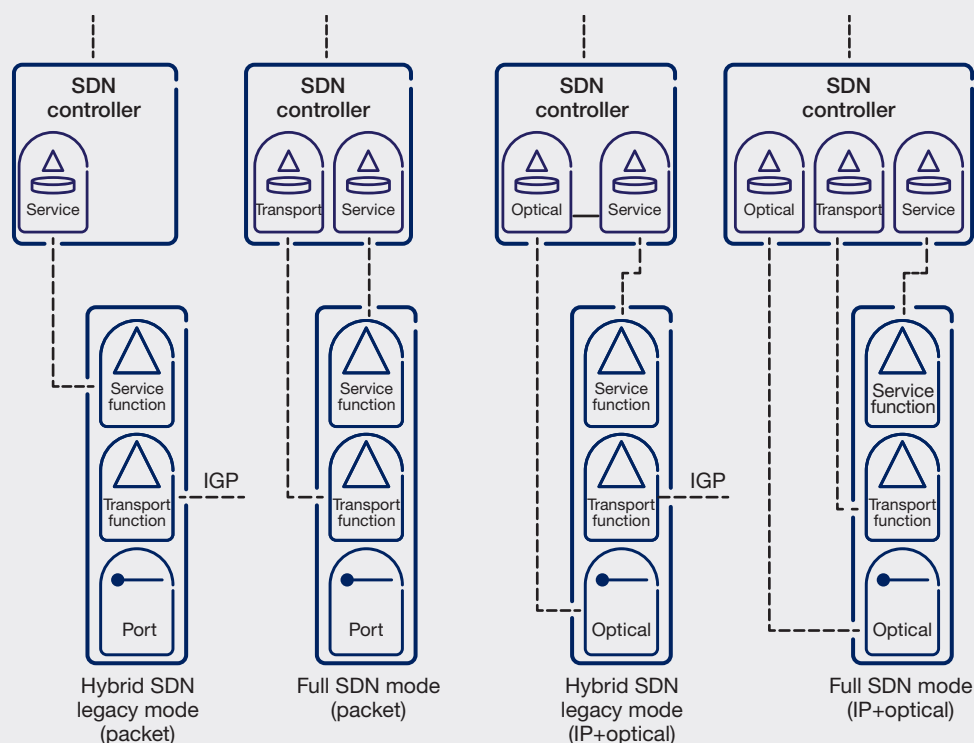 SDN
controller
Service
SDN
controller
Transport
Service
SDN
controller
Optical
Service
SDN
controller
Optical
Transport
Service
Service
function
Transport
function
IGP
Port
Service
function
Transport
function
Port
Service
function
Transport
function
IGP
Optical
Service
function
Transport
function
Optical
Hybrid SDN
legacy mode
(packet)
Full SDN mode
(packet)
Hybrid SDN
legacy mode
(IP+optical)
Full SDN mode
(IP+optical)